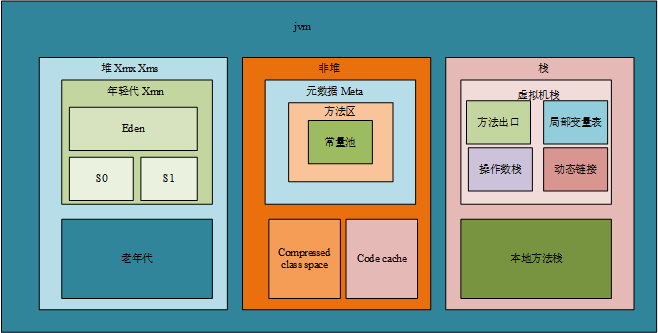 jvm
堆 Xmx Xms
年轻代 Xmn
Eden
S0
S1
老年代
非堆
元数据 Meta
方法区
常量池
Compressed
class space
Code cache
栈
虚拟机栈
方法出口
局部变量表
操作数栈
动态链接
本地方法栈